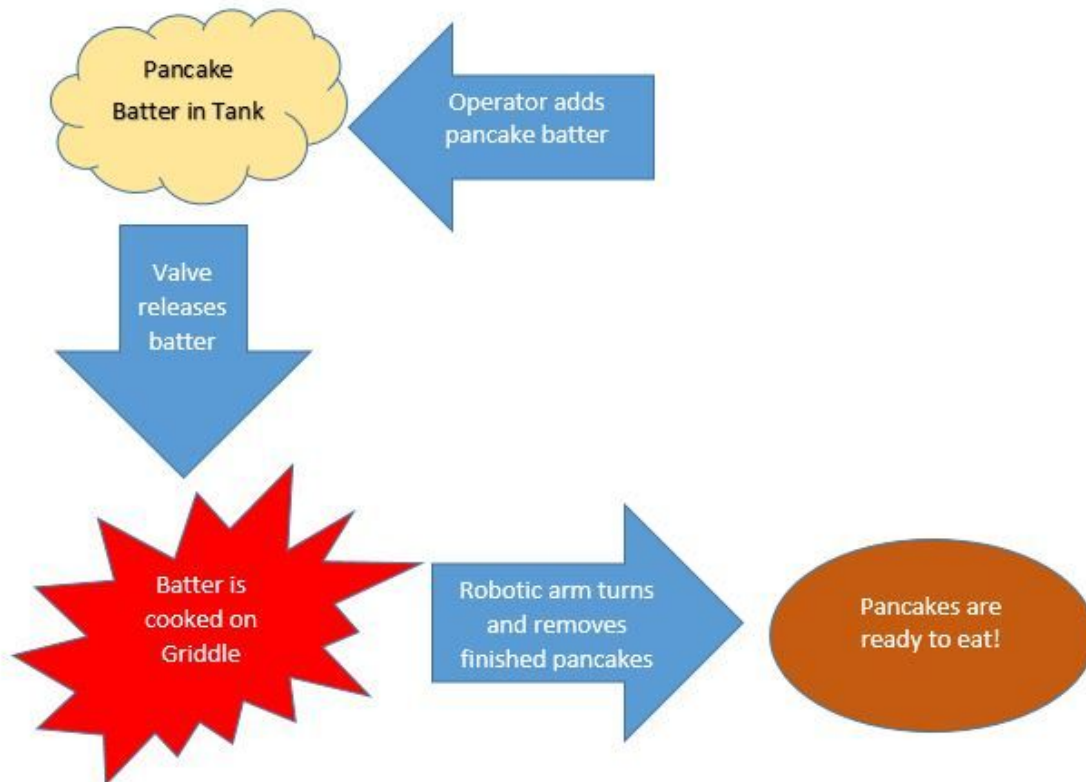 Pancake
Batter in Tank
Operator adds
pancake batter
Valve
releases
batter
Batter is
cooked on
Griddle
Robotic arm turns
and removes
finished pancakes
Pancakes are
ready to eat!